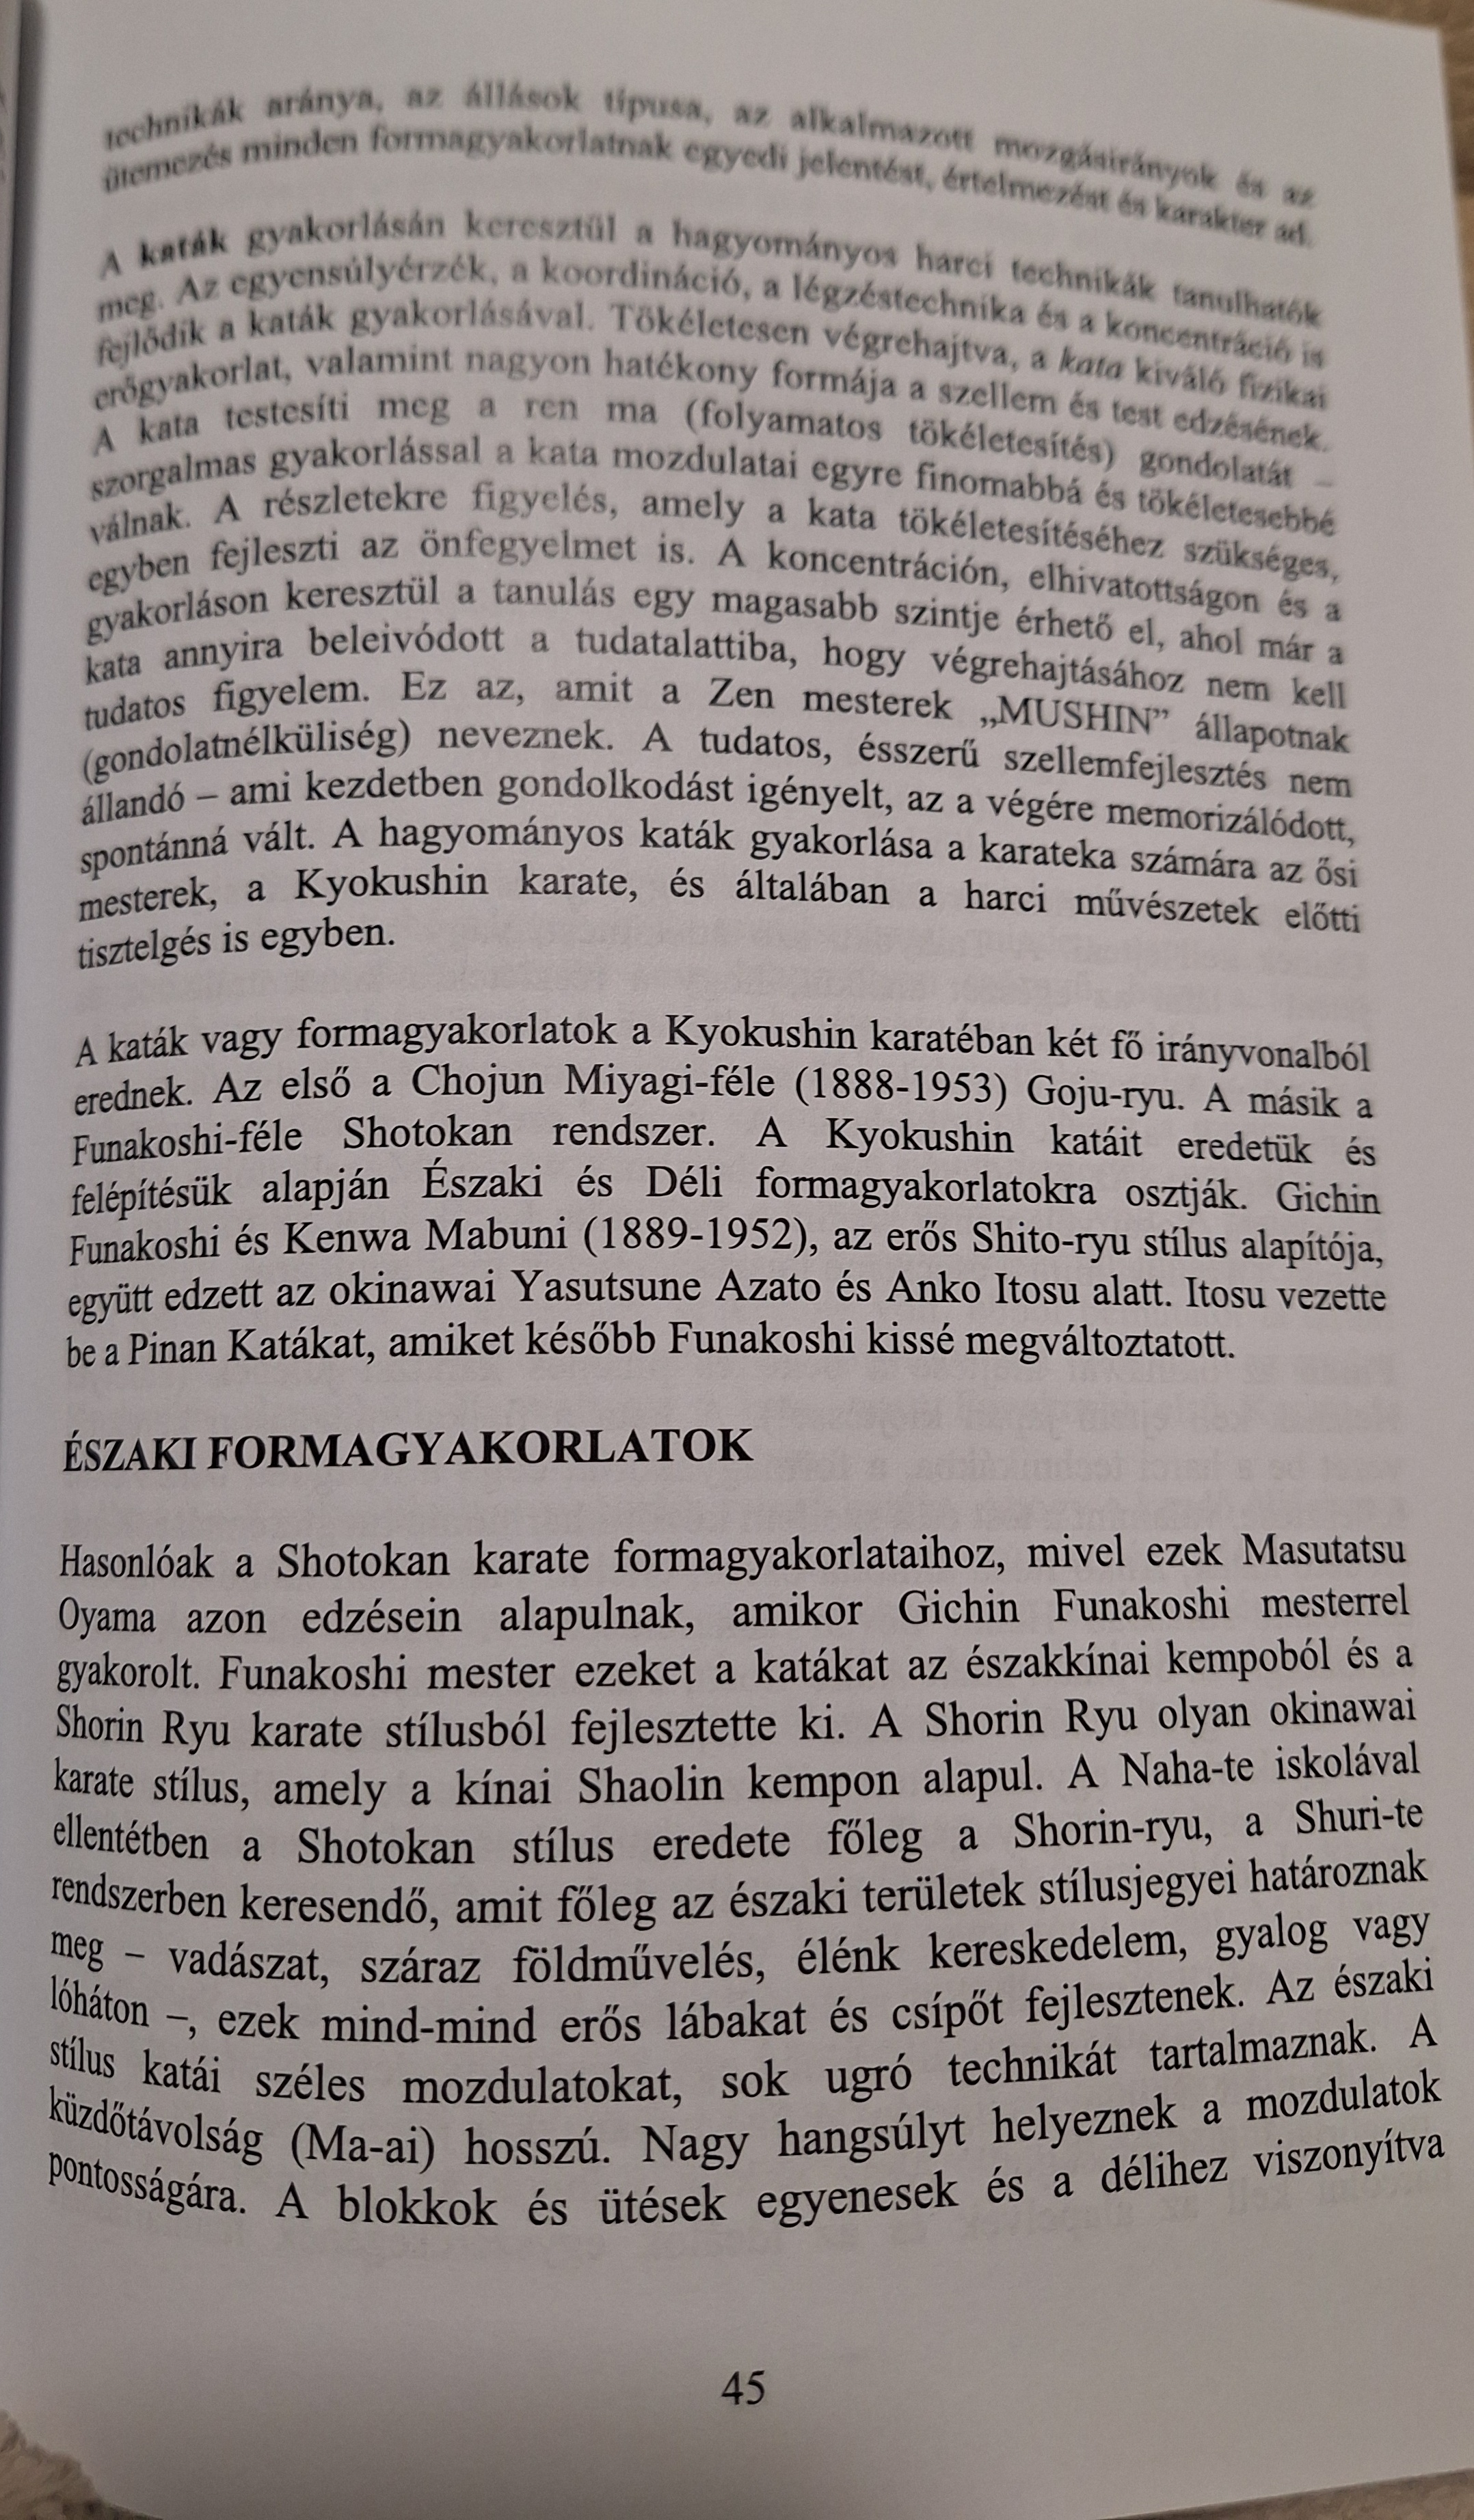 technikák aránya, az állások típusa, az alkalmazott mozgásirányok és az
ütemezés minden formagyakorlatnak egyedi jelentést, értelmezést és karakter ad.
A katák gyakorlásán keresztül a hagyományos harci technikák tanulhatók
meg. Az egyensúlyérzék, a koordináció, a légzéstechnika és a koncentráció is
fejlődik a katák gyakorlásával. Tökéletesen végrehajtva, a kata kiváló fizikai
erőgyakorlat, valamint nagyon hatékony formája a szellem és test edzésének.
A kata testesíti meg a ren ma (folyamatos tökéletesítés) gondolatát –
szorgalmas gyakorlással a kata mozdulatai egyre finomabbá és tökéletesebbé
válnak. A részletekre figyelés, amely a kata tökéletesítéséhez szükséges,
egyben fejleszti az önfegyelmet is. A koncentráción, elhivatottságon és a
gyakorláson keresztül a tanulás egy magasabb szintje érhető el, ahol már a
kata annyira beleivódott a tudatalattiba, hogy végrehajtásához nem kell
tudatos figyelem. Ez az, amit a Zen mesterek „MUSHIN” állapotnak
(gondolatnélküliség) neveznek. A tudatos, ésszerű szellemfejlesztés nem
állandó – ami kezdetben gondolkodást igényelt, az a végére memorizálódott,
spontánná vált. A hagyományos katák gyakorlása a karateka számára az ősi
mesterek, a Kyokushin karate, és általában a harci művészetek előtti
tisztelgés is egyben.
A katák vagy formagyakorlatok a Kyokushin karatéban két fő irányvonalból
erednek. Az első a Chojun Miyagi-féle (1888-1953) Goju-ryu. A másik a
Funakoshi-féle Shotokan rendszer. A Kyokushin katáit eredetük és
felépítésük alapján Északi és Déli formagyakorlatokra osztják. Gichin
Funakoshi és Kenwa Mabuni (1889-1952), az erős Shito-ryu stílus alapítója,
együtt edzett az okinawai Yasutsune Azato és Anko Itosu alatt. Itosu vezette
be a Pinan Katákat, amiket később Funakoshi kissé megváltoztatott.
ÉSZAKI FORMAGYAKORLATOK
Hasonlóak a Shotokan karate formagyakorlataihoz, mivel ezek Masutatsu
Oyama azon edzésein alapulnak, amikor Gichin Funakoshi mesterrel
gyakorolt. Funakoshi mester ezeket a katákat az északkínai kempoból és a
Shorin Ryu karate stílusból fejlesztette ki. A Shorin Ryu olyan okinawai
karate stílus, amely a kínai Shaolin kempon alapul. A Naha-te iskolával
ellentétben a Shotokan stílus eredete főleg a Shorin-ryu, a Shuri-te
rendszerben keresendő, amit főleg az északi területek stílusjegyei határoznak
meg – vadászat, száraz földművelés, élénk kereskedelem, gyalog vagy
lóháton –, ezek mind-mind erős lábakat és csípőt fejlesztenek. Az északi
stílus katái széles mozdulatokat, sok ugró technikát tartalmaznak. A
küzdőtávolság (Ma-ai) hosszú. Nagy hangsúlyt helyeznek a mozdulatok
pontosságára. A blokkok és ütések egyenesek és a délihez viszonyítva
45